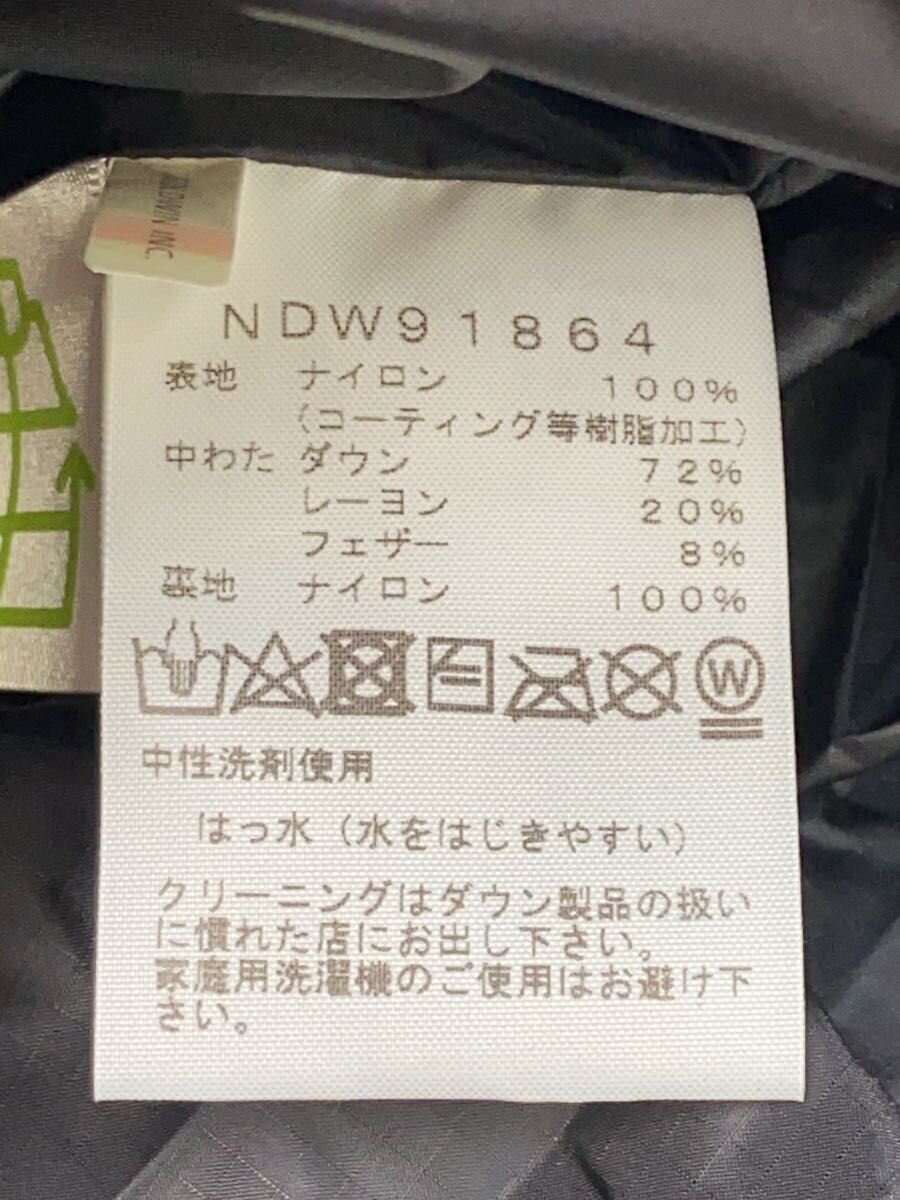 LDWIN INC.
NDW91864
表地 ナイロン 100%
(コーティング等樹脂加工)
中わた ダウン 72%
レーヨン 20%
フェザー 8%
裏地 ナイロン 100%
W
中性洗剤使用
はっ水(水をはじきやすい)
クリーニングはダウン製品の扱い
に慣れた店にお出し下さい。
家庭用洗濯機のご使用はお避け下
さい。